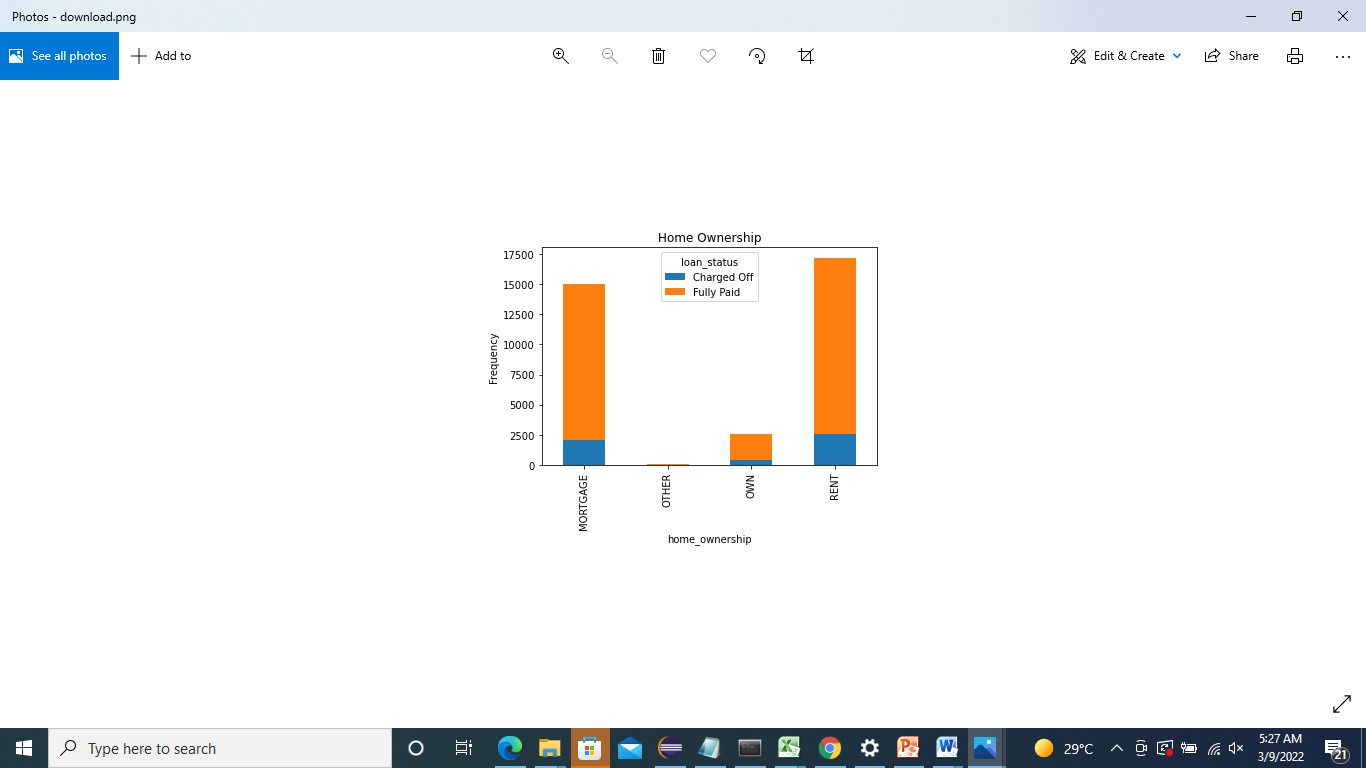 Photos - download.png
See all photos
Add to
Edit & Create
Share
Home Ownership
loan_status
Charged Off
Fully Paid
17500
15000
12500
10000
7500
5000
2500
0
Frequency
MORTGAGE
OTHER
OWN
RENT
home_ownership
Type here to search
29°C
5:27 AM
3/9/2022
21